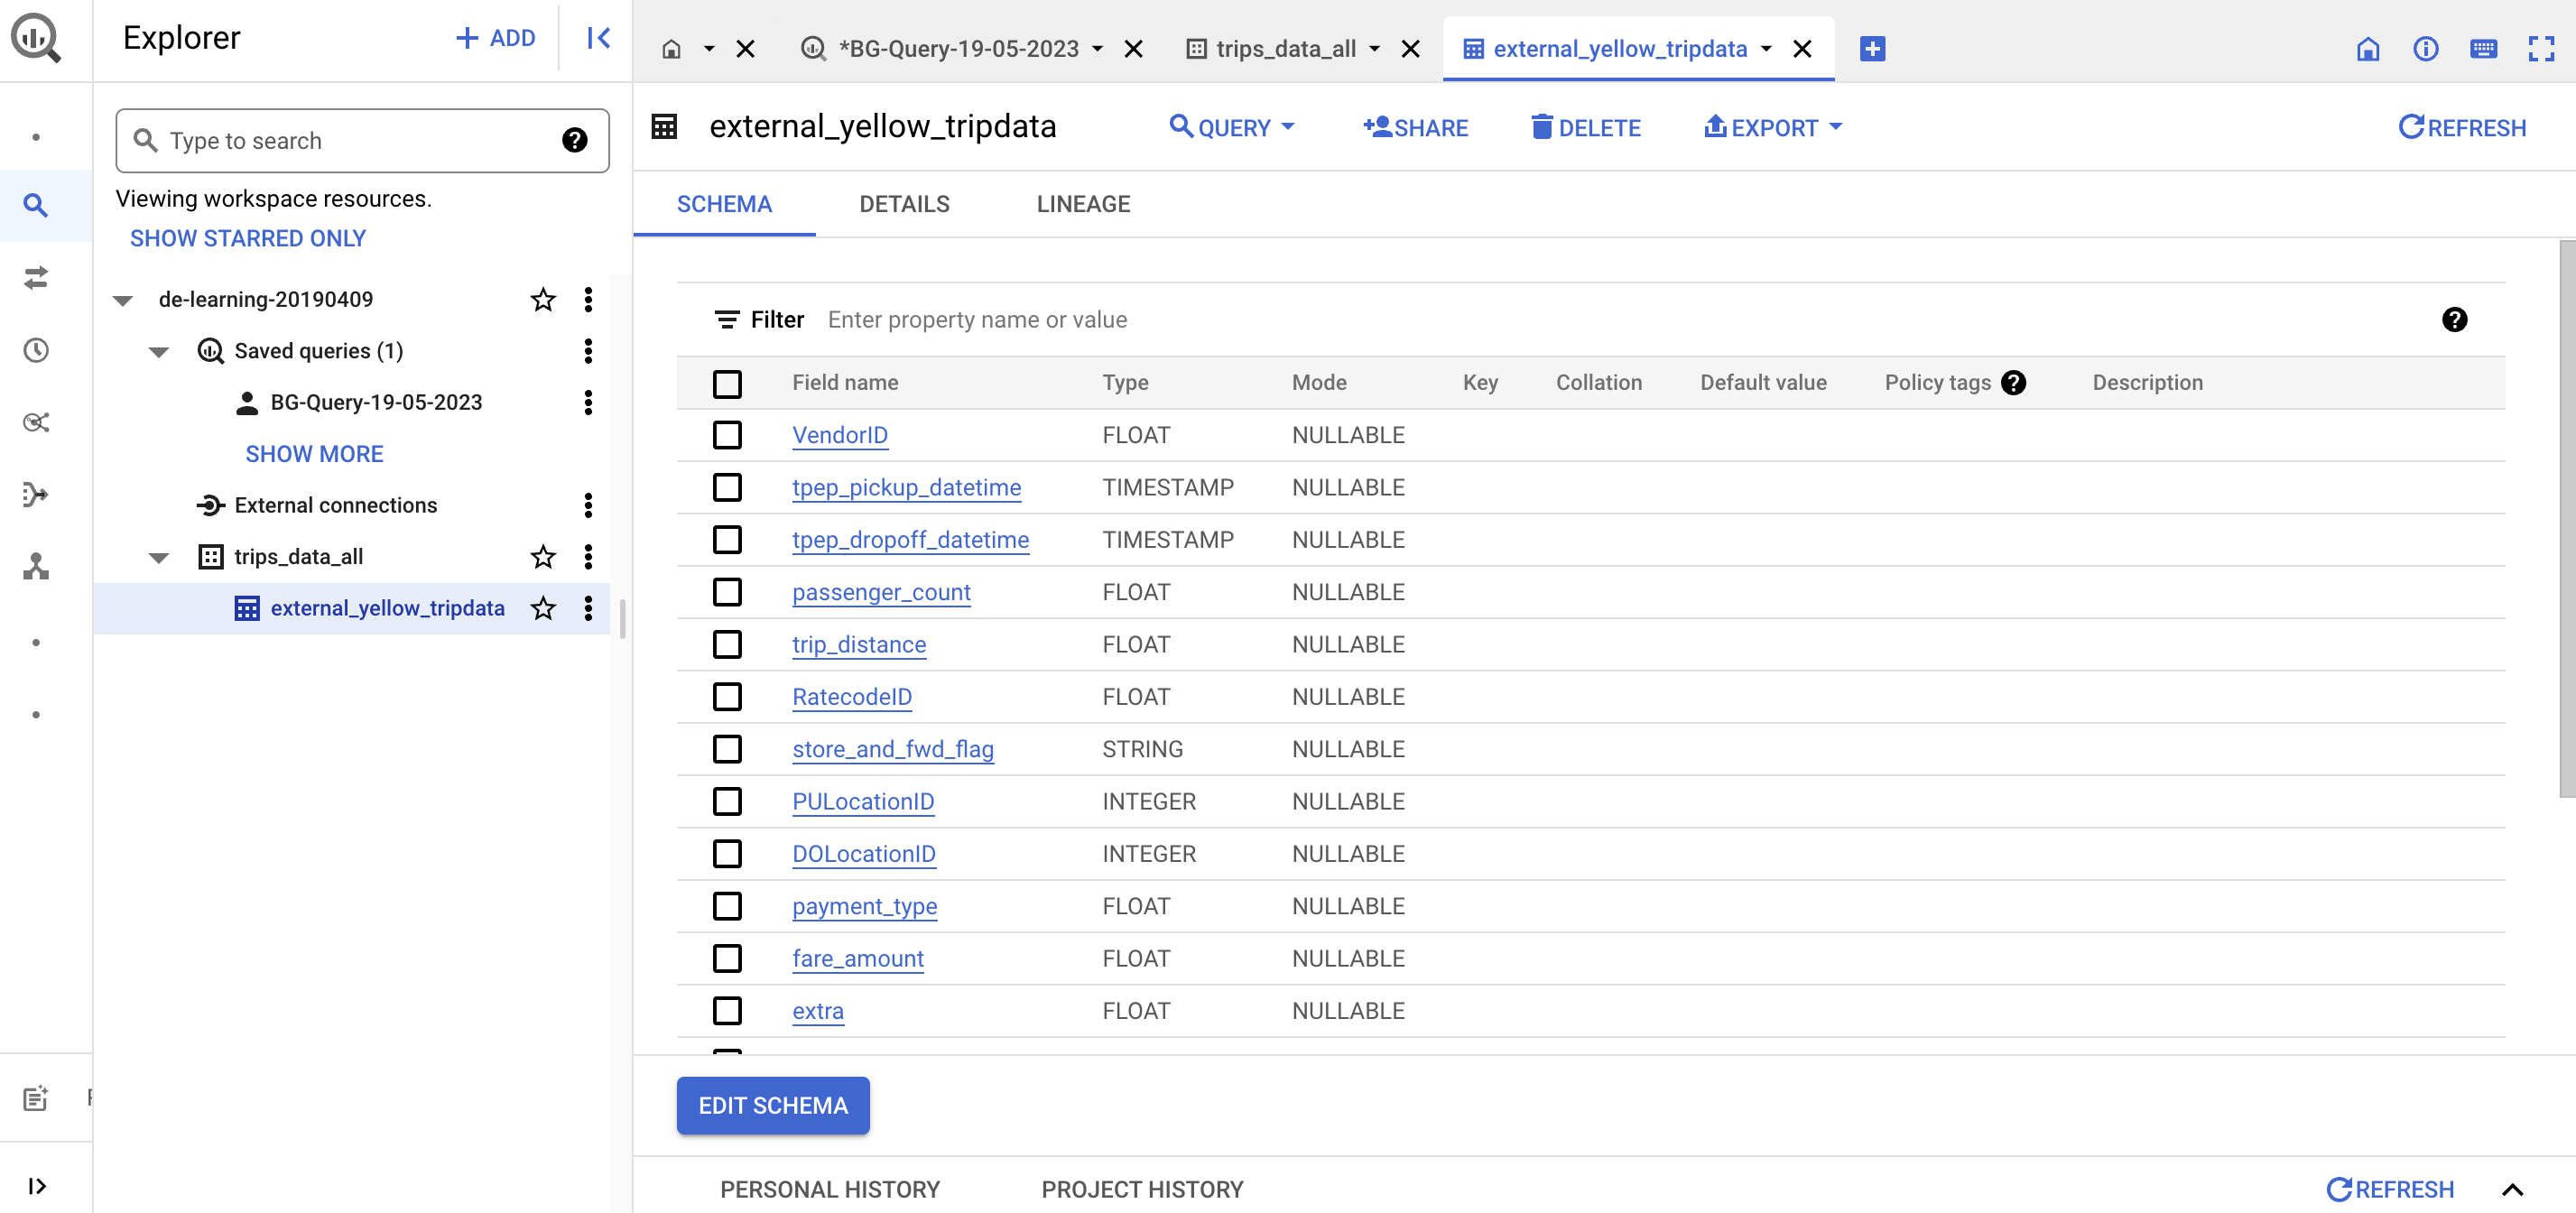 Explorer
ADD
*BG-Query-19-05-2023
trips_data_all
external_yellow_tripdata
Type to search
Viewing workspace resources.
SHOW STARRED ONLY
de-learning-20190409
Saved queries (1)
BG-Query-19-05-2023
SHOW MORE
External connections
trips_data_all
external_yellow_tripdata
external_yellow_tripdata
QUERY
SHARE
DELETE
EXPORT
REFRESH
SCHEMA DETAILS LINEAGE
Filter Enter property name or value
Field name Type Mode Key Collation Default value Policy tags Description
VendorID FLOAT NULLABLE
tpep_pickup_datetime TIMESTAMP NULLABLE
tpep_dropoff_datetime TIMESTAMP NULLABLE
passenger_count FLOAT NULLABLE
trip_distance FLOAT NULLABLE
RatecodeID FLOAT NULLABLE
store_and_fwd_flag STRING NULLABLE
PULocationID INTEGER NULLABLE
DOLocationID INTEGER NULLABLE
payment_type FLOAT NULLABLE
fare_amount FLOAT NULLABLE
extra FLOAT NULLABLE
EDIT SCHEMA
PERSONAL HISTORY PROJECT HISTORY REFRESH